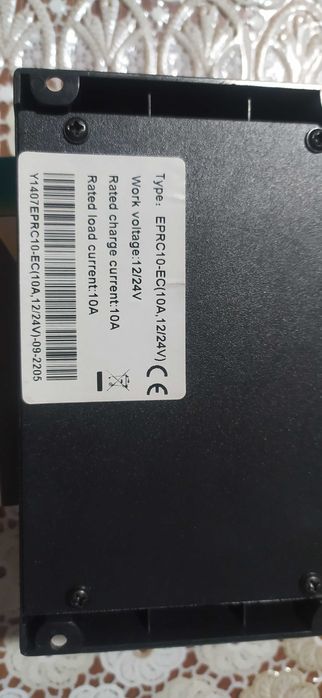 Type: EPRC10-EC(10A,12/24V)
Work voltage:12/24V
Rated charge current:10A
Rated load current:10A
CE
Y1407EPRC10-EC(10A,12/24V)-09-2205